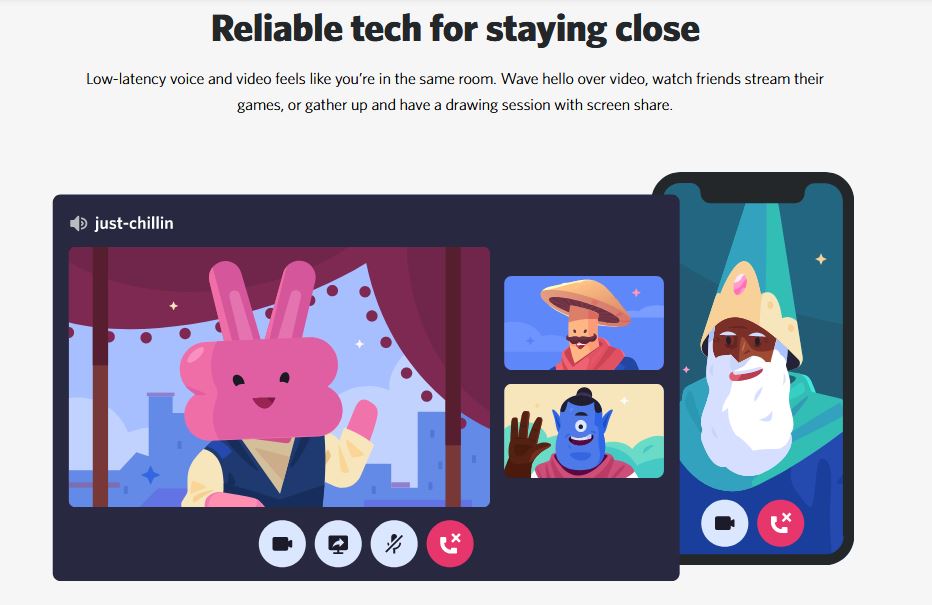 Reliable tech for staying close
Low-latency voice and video feels like you’re in the same room. Wave hello over video, watch friends stream their
games, or gather up and have a drawing session with screen share.
just-chillin